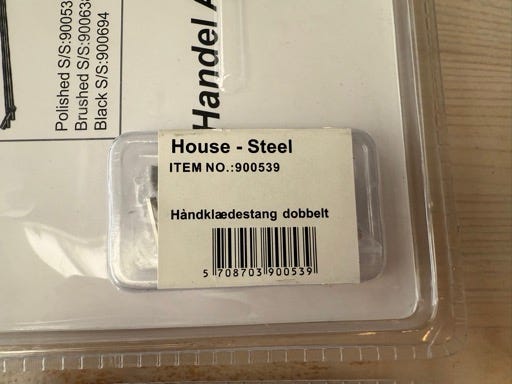 Polished S/S:90053
Brushed S/S:90063
Black S/S:900694
Handel A
House - Steel
ITEM NO.:900539
Håndklædestang dobbelt
5 708703 900539